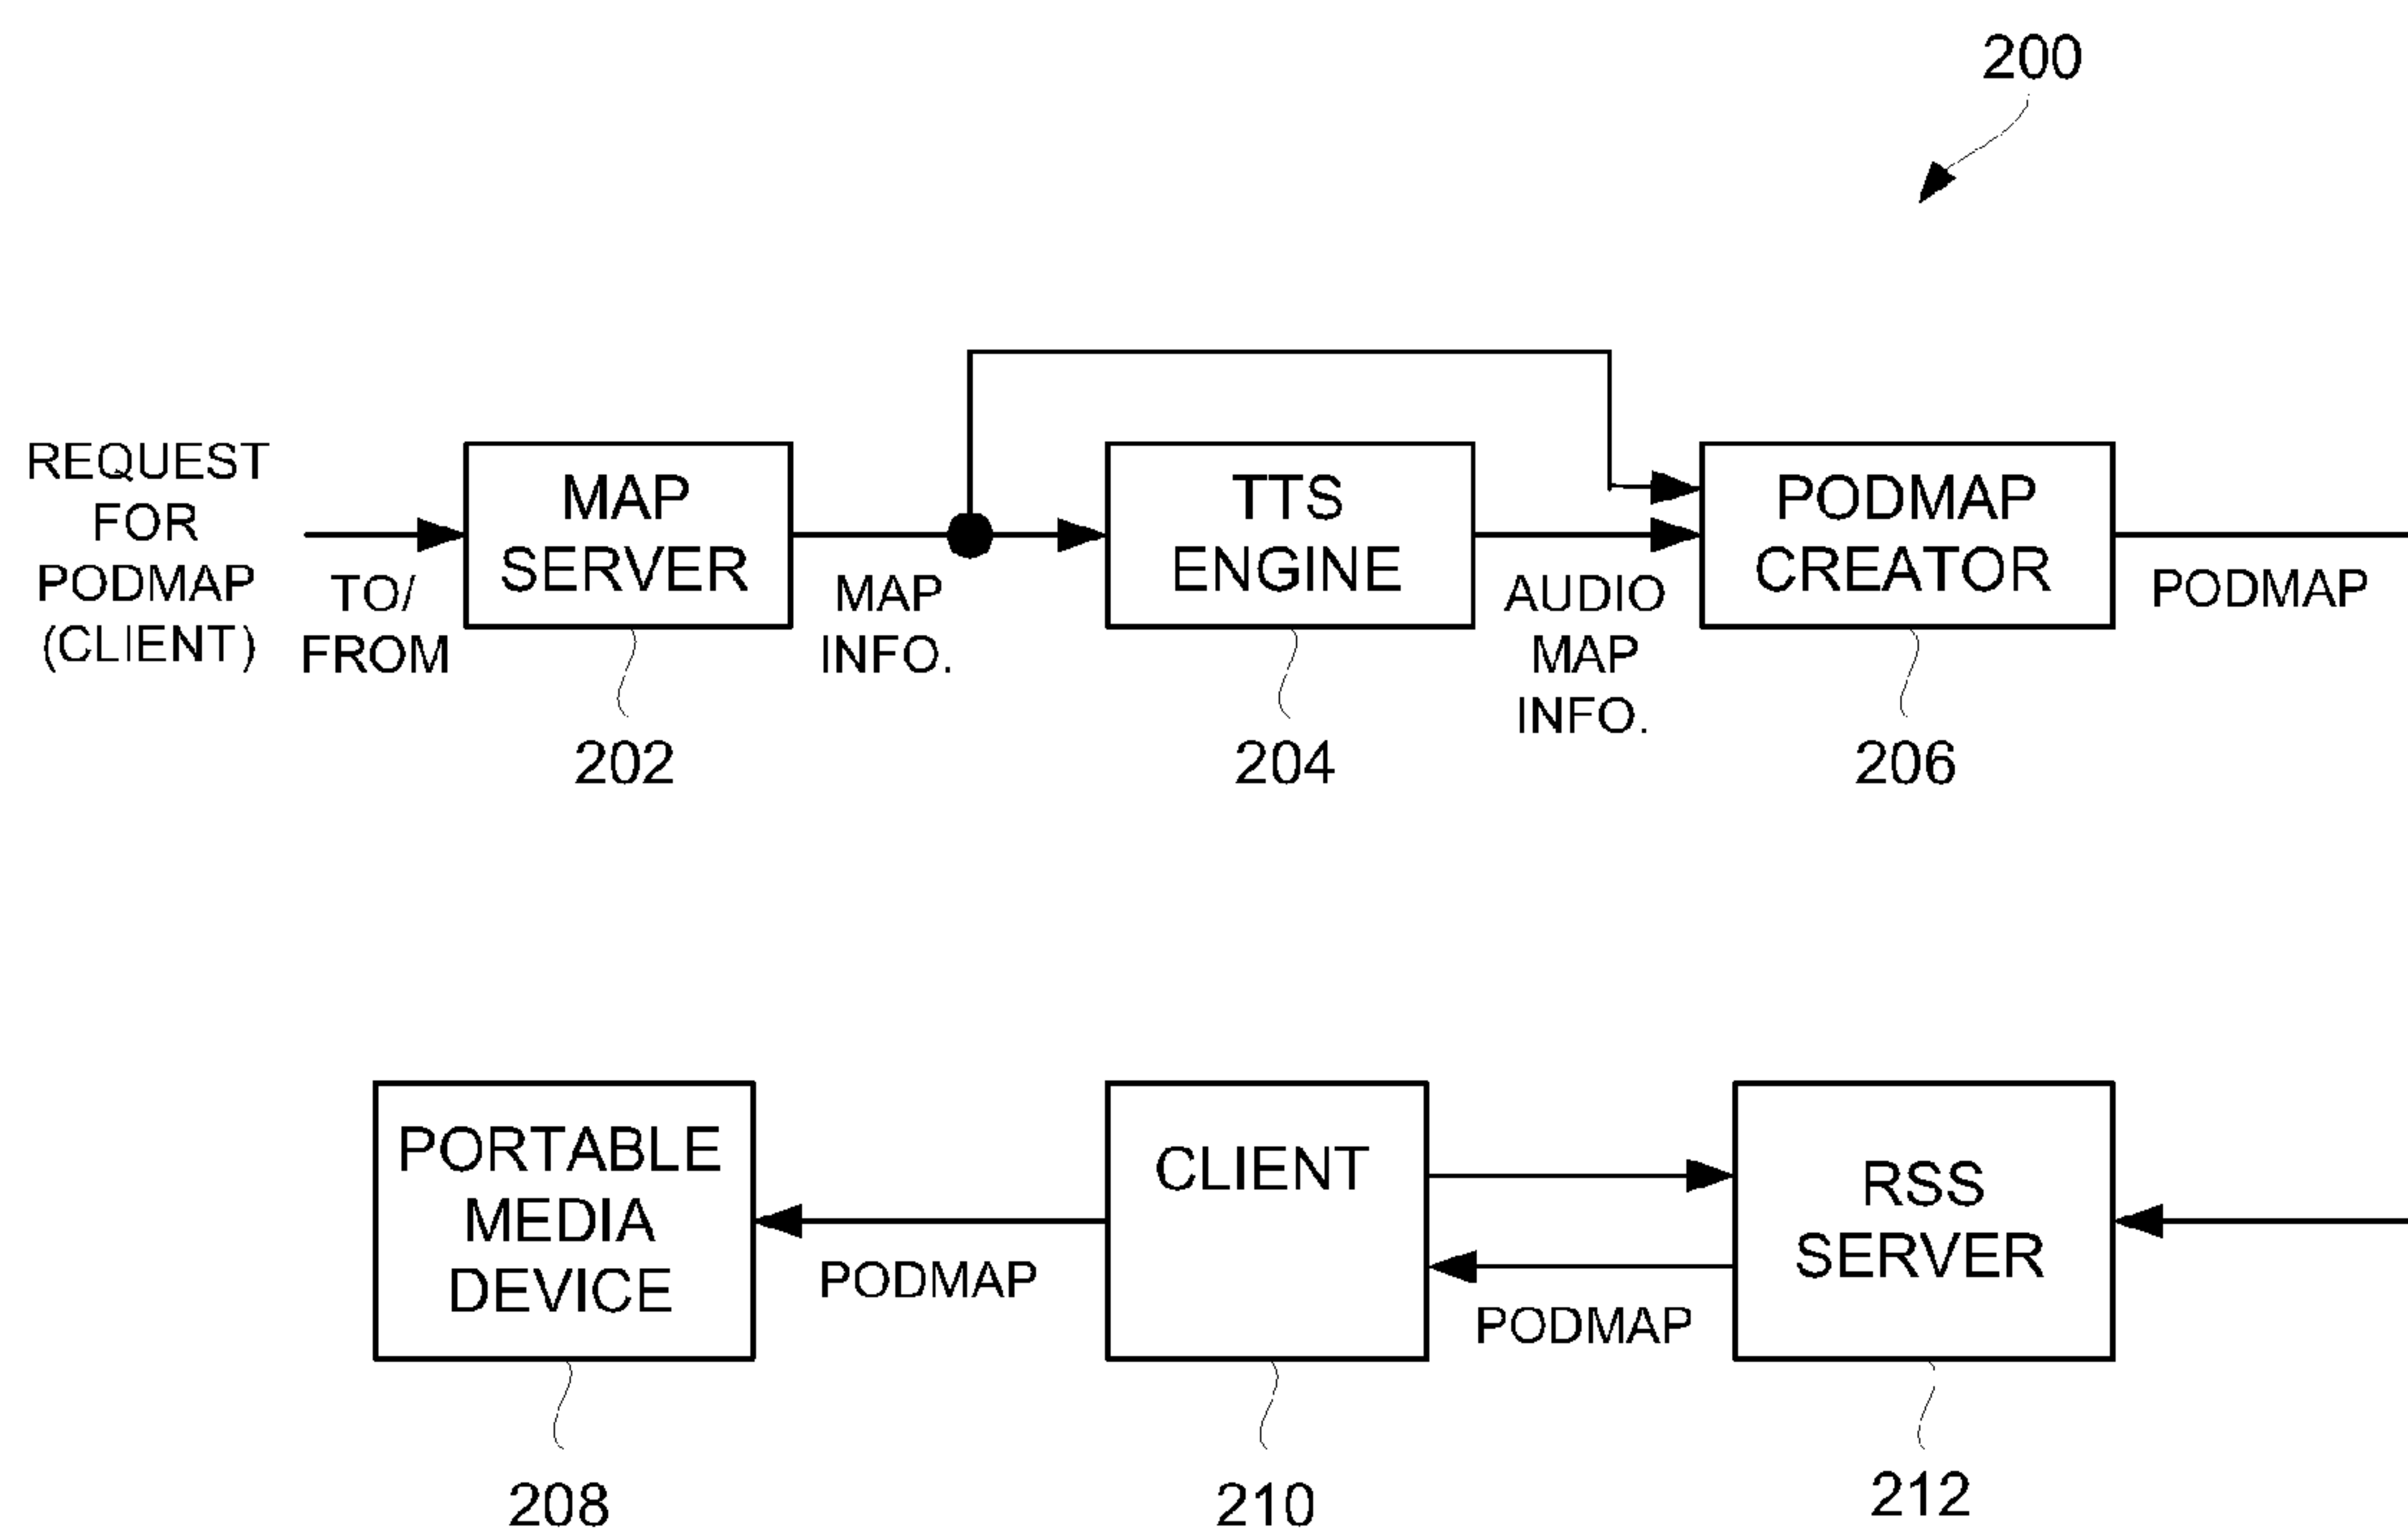 200
REQUEST
FOR
PODMAP
(CLIENT)
TO/
FROM
MAP
SERVER
202
MAP
INFO.
TTS
ENGINE
204
AUDIO
MAP
INFO.
PODMAP
CREATOR
206
PODMAP
PORTABLE
MEDIA
DEVICE
208
PODMAP
CLIENT
210
PODMAP
RSS
SERVER
212